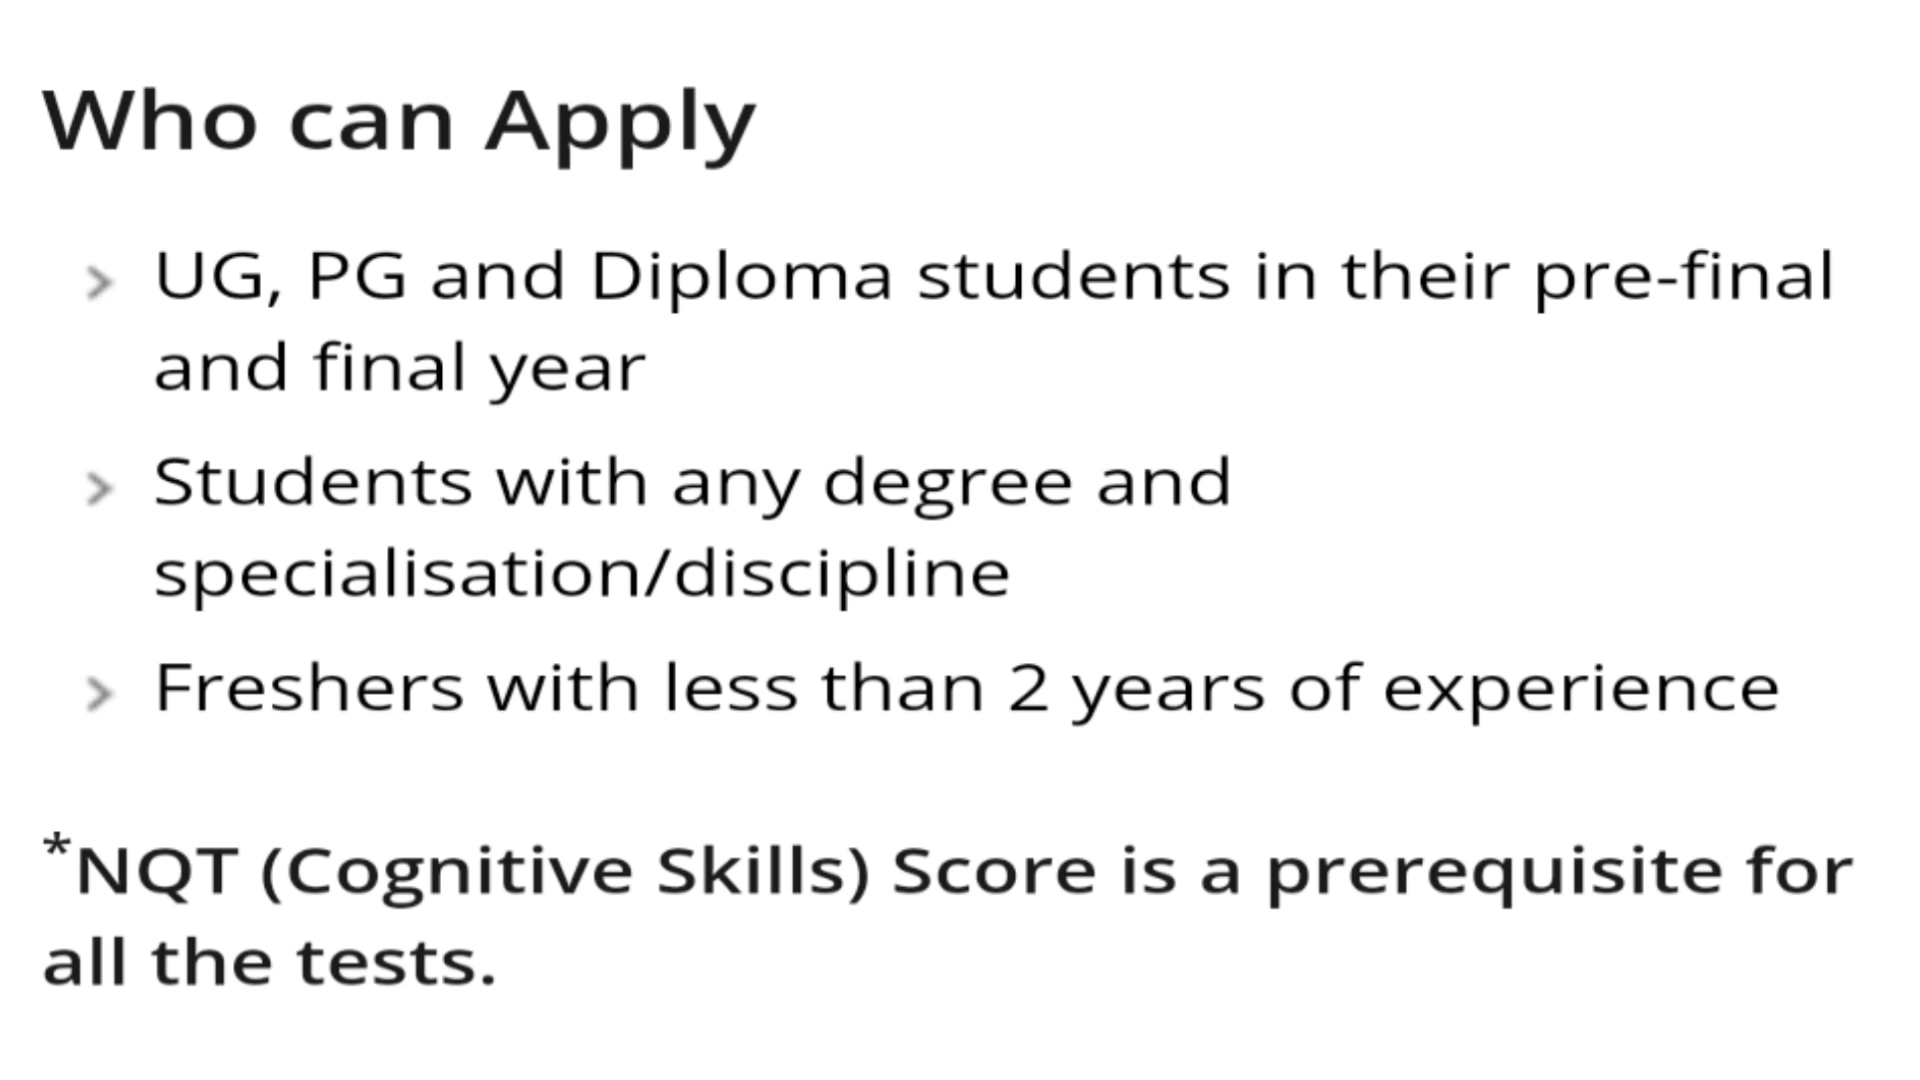 Who can Apply
UG, PG and Diploma students in their pre-final
and final year
Students with any degree and
specialisation/discipline
Freshers with less than 2 years of experience
*NQT (Cognitive Skills) Score is a prerequisite for
all the tests.